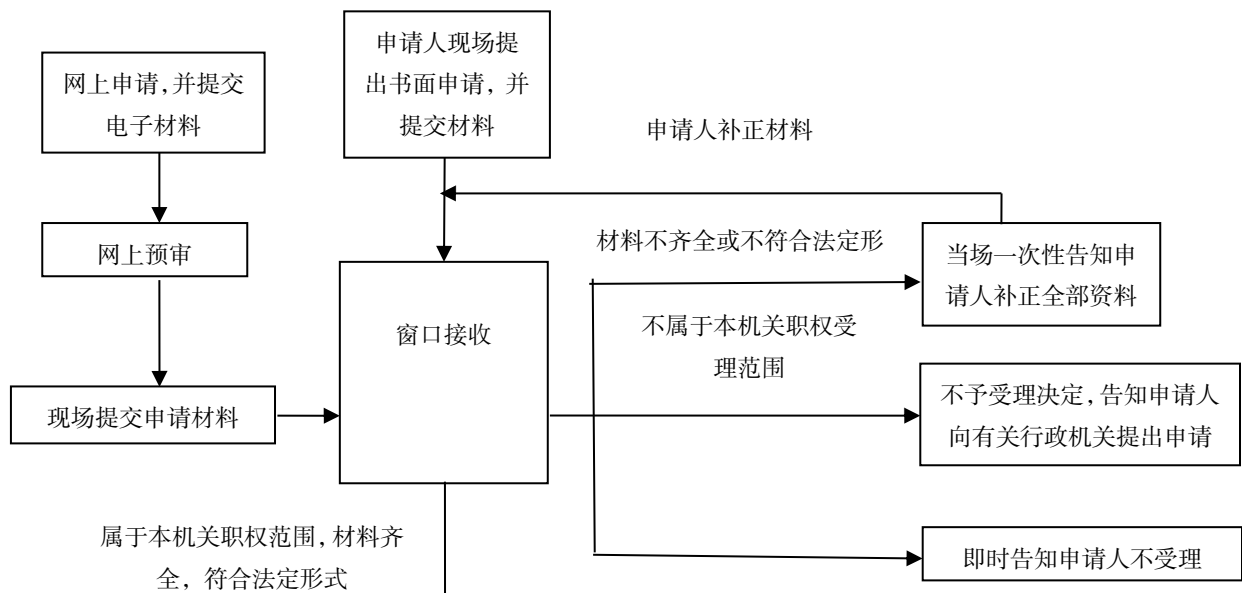 网上申请,并提交
电子材料
申请人现场提
出书面申请, 并
提交材料
申请人补正材料
网上预审
材料不齐全或不符合法定形
当场一次性告知申
请人补正全部资料
窗口接收
不属于本机关职权受
理范围
现场提交申请材料
不予受理决定,告知申请人
向有关行政机关提出申请
属于本机关职权范围,材料齐
全, 符合法定形式
即时告知申请人不受理